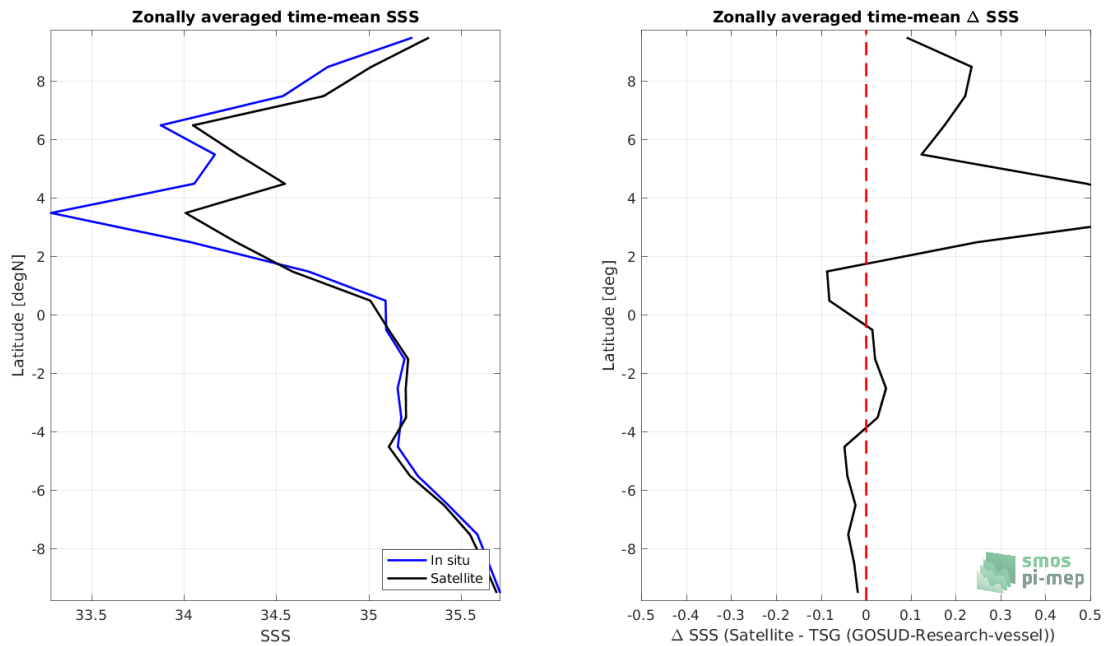 Zonally averaged time-mean SSS
Latitude [degN]
8
6
4
2
0
-2
-4
-6
-8
33.5 34 34.5 35 35.5
SSS
In situ
Satellite
Zonally averaged time-mean Δ SSS
Latitude [deg]
8
6
4
2
0
-2
-4
-6
-8
-0.5 -0.4 -0.3 -0.2 -0.1 0 0.1 0.2 0.3 0.4 0.5
Δ SSS (Satellite - TSG (GOSUD-Research-vessel))
smos
pi-mep